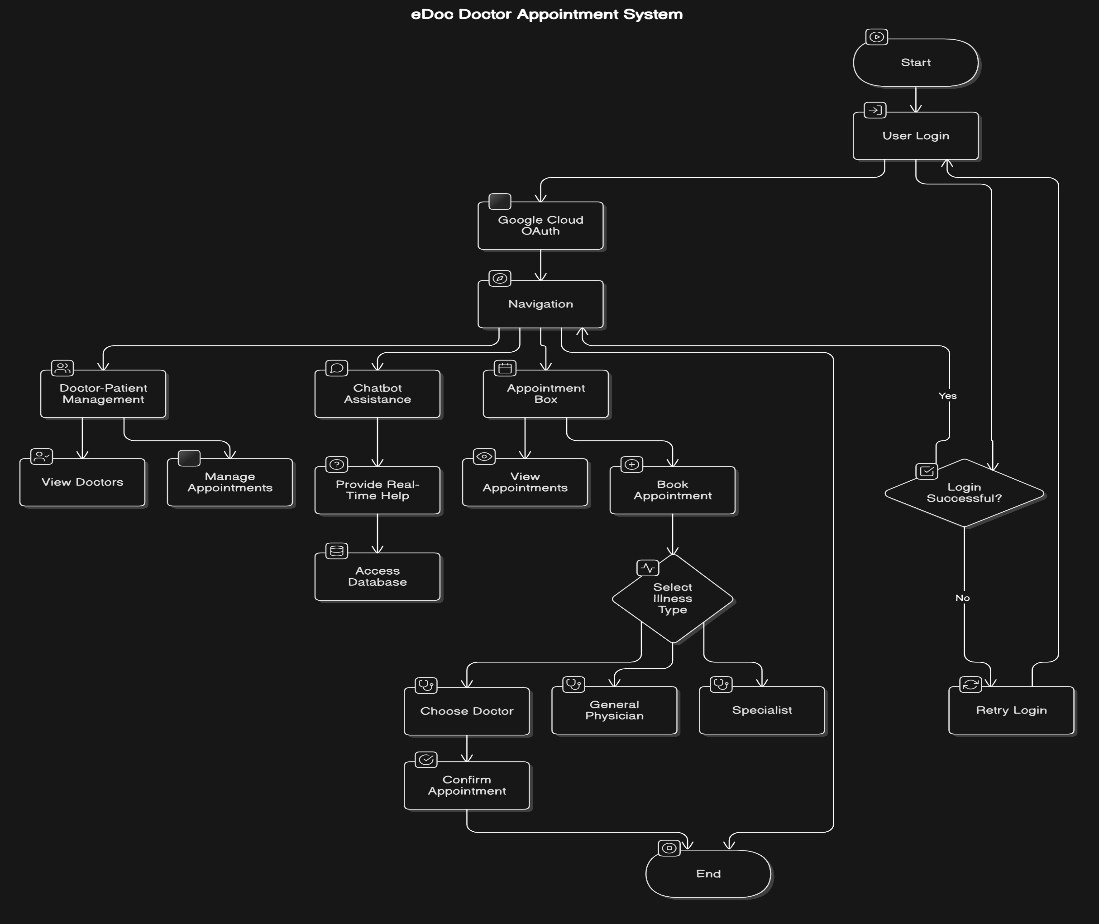 eDoc Doctor Appointment System
Start
User Login
Google Cloud
OAuth
Navigation
Doctor-Patient
Management
Chatbot
Assistance
Appointment
Box
Yes
View Doctors
Manage
Appointments
Provide Real-
Time Help
View
Appointments
Book
Appointment
Login
Successful?
Access
Database
Select
Illness
Type
No
Choose Doctor
General
Physician
Specialist
Retry Login
Confirm
Appointment
End